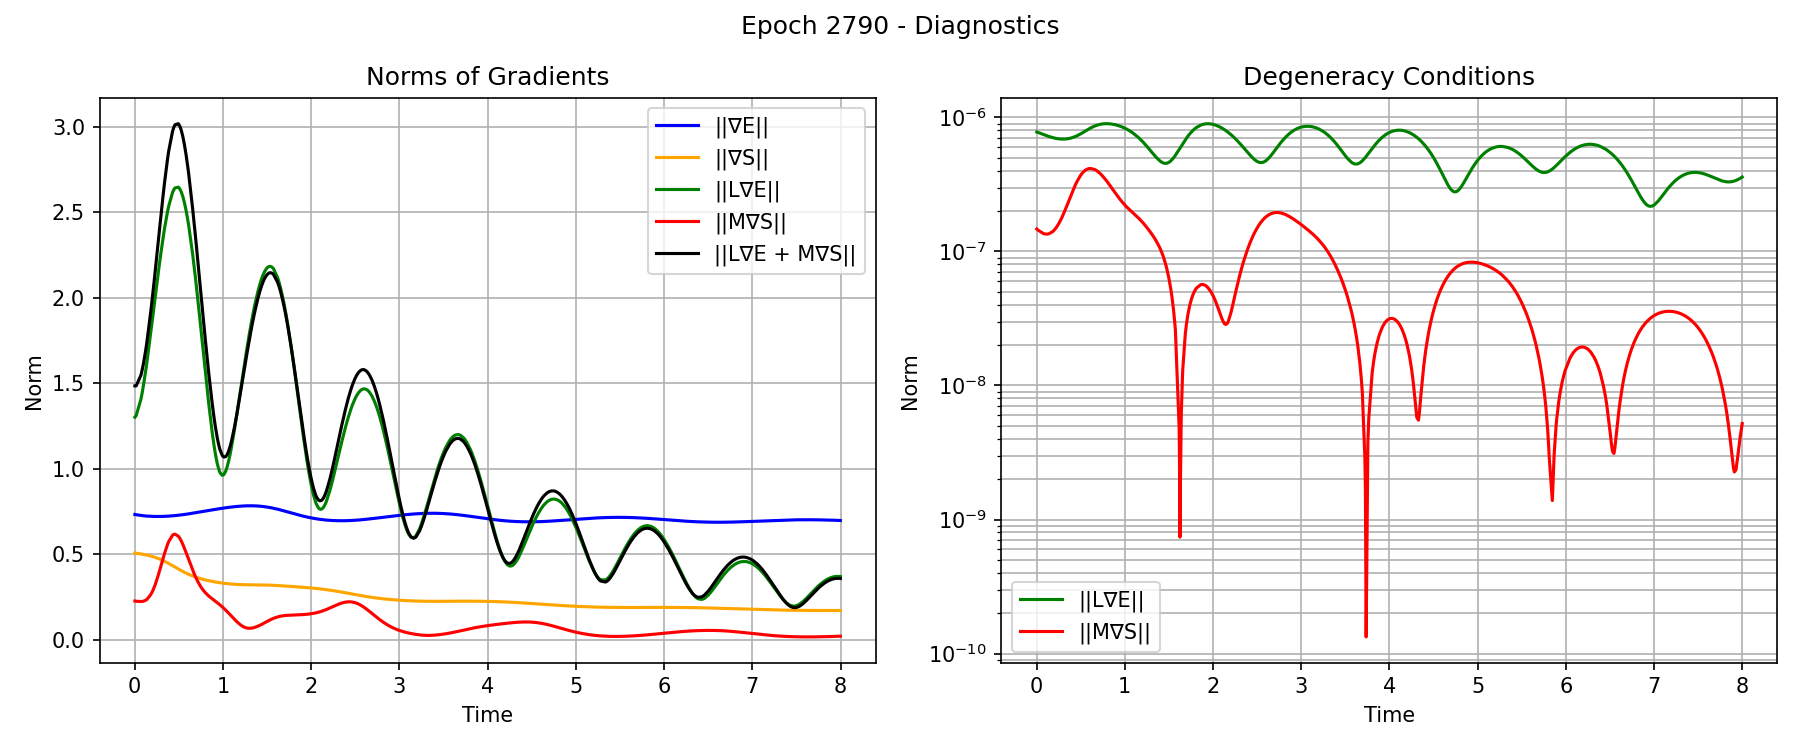 Epoch 2790 - Diagnostics
Norms of Gradients
3.0
2.5
2.0
1.5
1.0
0.5
0.0
Norm
0 1 2 3 4 5 6 7 8
Time
||∇E||
||∇S||
||L∇E||
||M∇S||
||L∇E + M∇S||
Degeneracy Conditions
10⁻⁶
10⁻⁷
10⁻⁸
10⁻⁹
10⁻¹⁰
Norm
0 1 2 3 4 5 6 7 8
Time
||L∇E||
||M∇S||